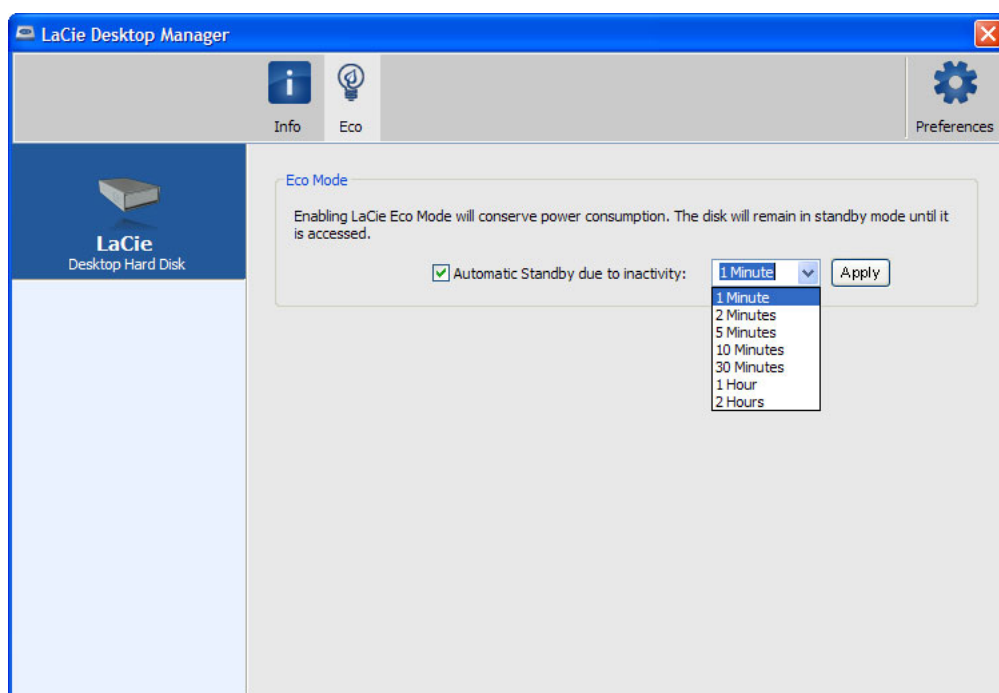 LaCie Desktop Manager
Info
Eco
Preferences
LaCie
Desktop Hard Disk
Eco Mode
Enabling LaCie Eco Mode will conserve power consumption. The disk will remain in standby mode until it
is accessed.
Automatic Standby due to inactivity:
1 Minute
Apply
1 Minute
2 Minutes
5 Minutes
10 Minutes
30 Minutes
1 Hour
2 Hours